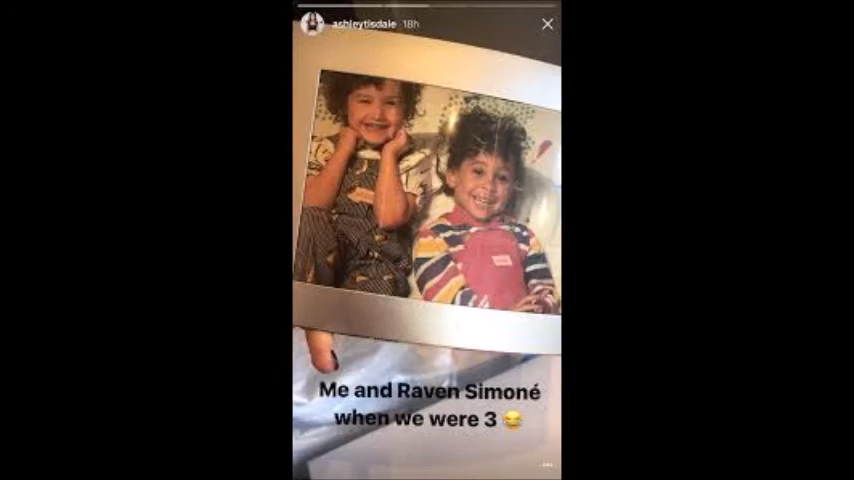 ashleytisdale 18h
Me and Raven Simoné
when we were 3 😂